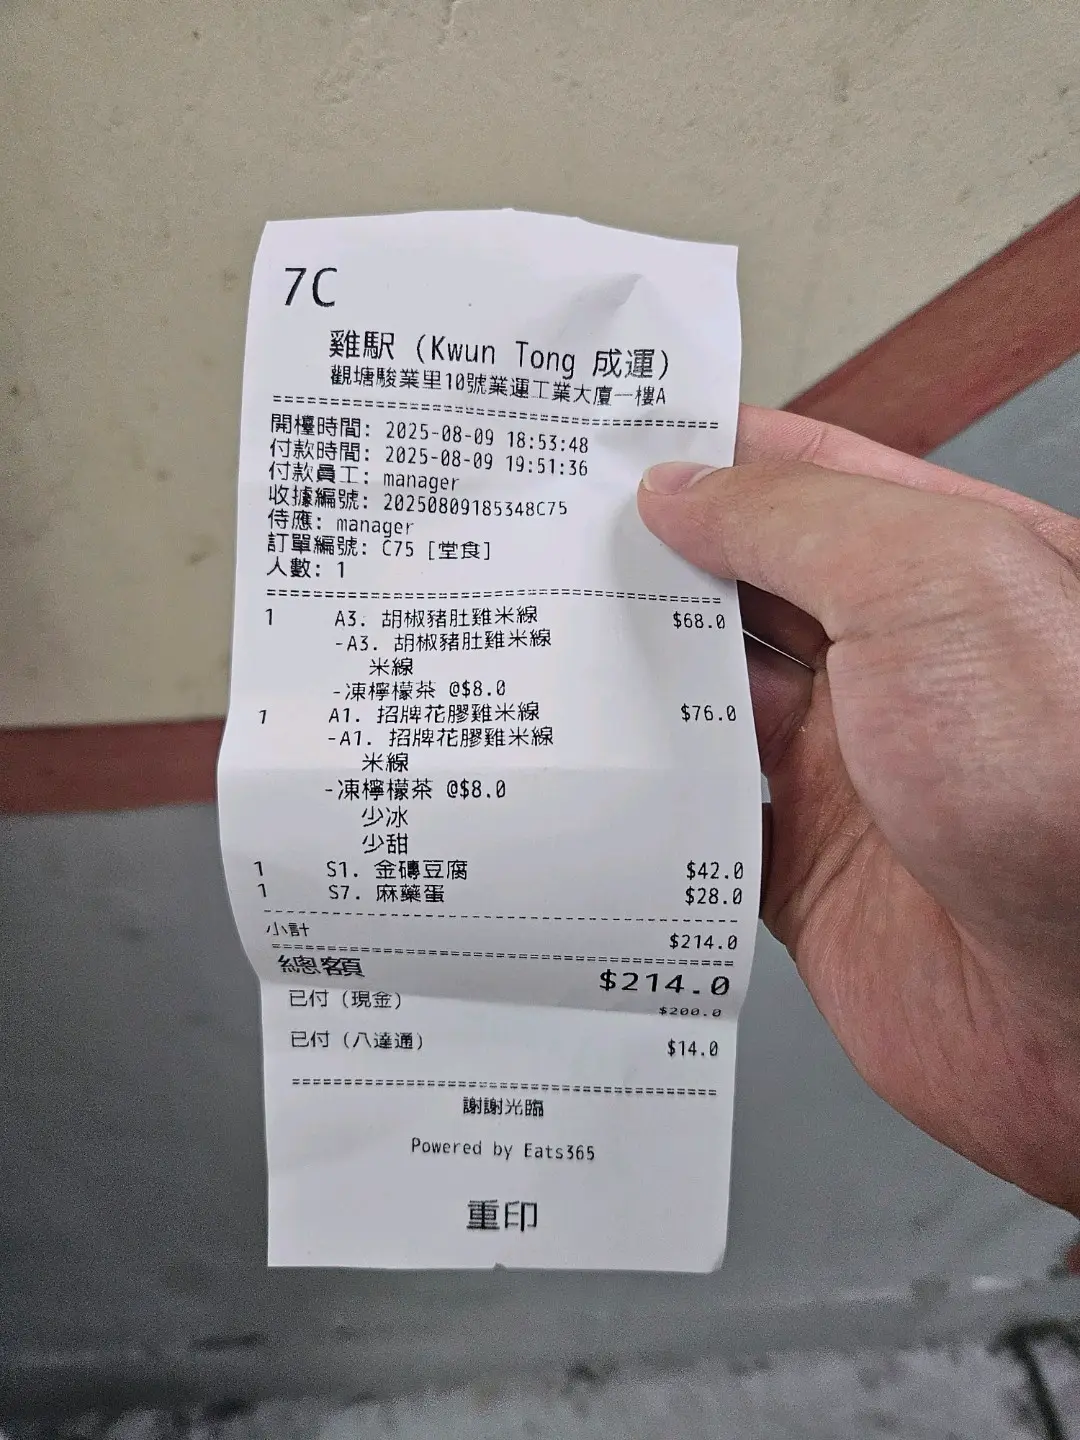 7C
雞駅 (Kwun Tong 成運)
觀塘駿業里10號業運工業大廈一樓A
開檯時間: 2025-08-09 18:53:48
付款時間: 2025-08-09 19:51:36
付款員工: manager
收據編號: 20250809185348C75
侍應: manager
訂單編號: C75 [堂食]
人數: 1
1 A3. 胡椒豬肚雞米線 $68.0
-A3. 胡椒豬肚雞米線
米線
-凍檸檬茶 @$8.0
1 A1. 招牌花膠雞米線 $76.0
-A1. 招牌花膠雞米線
米線
-凍檸檬茶 @$8.0
少冰
少甜
1 S1. 金磚豆腐 $42.0
1 S7. 麻藥蛋 $28.0
小計 $214.0
總額 $214.0
已付 (現金) $200.0
已付 (八達通) $14.0
謝謝光臨
Powered by Eats365
重印